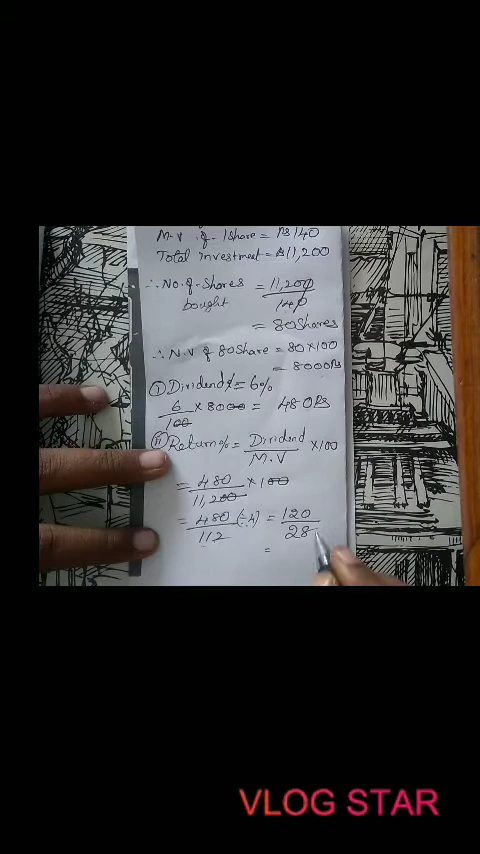 M.V of 1 share = Rs 140
Total Investment = Rs 11,200
∴ No. of shares bought = 11,200 / 140
= 80 shares
∴ N.V of 80 share = 80 × 100
= 8000 Rs
(i) Dividend % = 6%
6/100 × 8000 = 480 Rs
(ii) Return % = Dividend / M.V × 100
= 480 / 11,200 × 100
= 480 / 112 (÷4) = 120 / 28
=
VLOG STAR